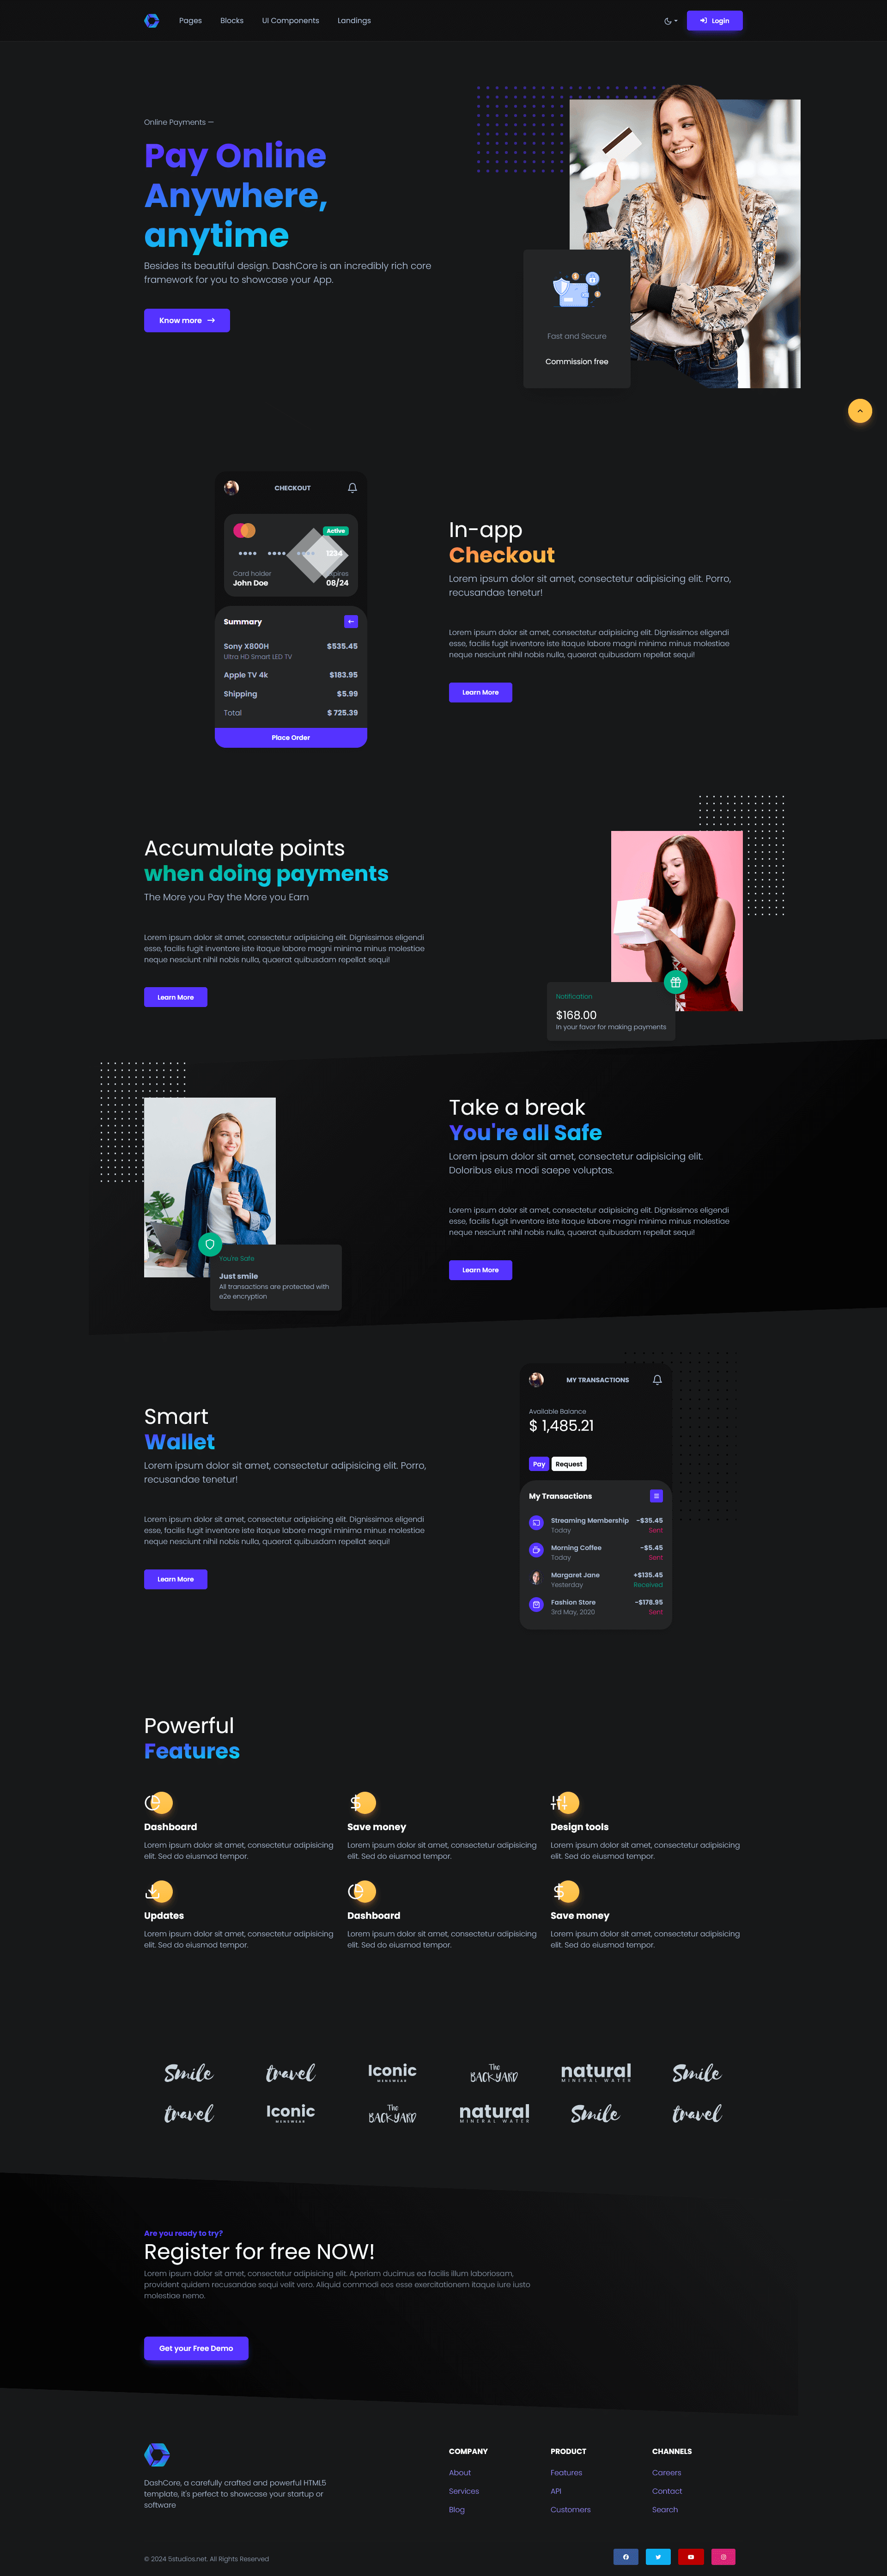 Pages Blocks UI Components Landings Login
Online Payments —
Pay Online
Anywhere,
anytime
Besides its beautiful design. DashCore is an incredibly rich core
framework for you to showcase your App.
Know more
Fast and Secure
Commission free
CHECKOUT
Active
1234
Card holder
John Doe
08/24
Summary
Sony X800H $535.45
Ultra HD Smart LED TV
Apple TV 4k $183.95
Shipping $5.99
Total $ 725.39
Place Order
In-app
Checkout
Lorem ipsum dolor sit amet, consectetur adipisicing elit. Porro,
recusandae tenetur!
Lorem ipsum dolor sit amet, consectetur adipisicing elit. Dignissimos eligendi
esse, facilis fugit inventore iste itaque labore magni minima minus molestiae
neque nesciunt nihil nobis nulla, quaerat quibusdam repellat sequi!
Learn More
Accumulate points
when doing payments
The More you Pay the More you Earn
Lorem ipsum dolor sit amet, consectetur adipisicing elit. Dignissimos eligendi
esse, facilis fugit inventore iste itaque labore magni minima minus molestiae
neque nesciunt nihil nobis nulla, quaerat quibusdam repellat sequi!
Learn More
Notification
$168.00
In your favor for making payments
You're Safe
Just smile
All transactions are protected with
e2e encryption
Take a break
You're all Safe
Lorem ipsum dolor sit amet, consectetur adipisicing elit.
Doloribus eius modi saepe voluptas.
Lorem ipsum dolor sit amet, consectetur adipisicing elit. Dignissimos eligendi
esse, facilis fugit inventore iste itaque labore magni minima minus molestiae
neque nesciunt nihil nobis nulla, quaerat quibusdam repellat sequi!
Learn More
Smart
Wallet
Lorem ipsum dolor sit amet, consectetur adipisicing elit. Porro,
recusandae tenetur!
Lorem ipsum dolor sit amet, consectetur adipisicing elit. Dignissimos eligendi
esse, facilis fugit inventore iste itaque labore magni minima minus molestiae
neque nesciunt nihil nobis nulla, quaerat quibusdam repellat sequi!
Learn More
MY TRANSACTIONS
Available Balance
$ 1,485.21
Pay Request
My Transactions
Streaming Membership -$35.45
Today Sent
Morning Coffee -$5.45
Today Sent
Margaret Jane +$135.45
Yesterday Received
Fashion Store -$178.95
3rd May, 2020 Sent
Powerful
Features
Dashboard
Lorem ipsum dolor sit amet, consectetur adipisicing
elit. Sed do eiusmod tempor.
Save money
Lorem ipsum dolor sit amet, consectetur adipisicing
elit. Sed do eiusmod tempor.
Design tools
Lorem ipsum dolor sit amet, consectetur adipisicing
elit. Sed do eiusmod tempor.
Updates
Lorem ipsum dolor sit amet, consectetur adipisicing
elit. Sed do eiusmod tempor.
Dashboard
Lorem ipsum dolor sit amet, consectetur adipisicing
elit. Sed do eiusmod tempor.
Save money
Lorem ipsum dolor sit amet, consectetur adipisicing
elit. Sed do eiusmod tempor.
Smile
travel
Iconic
MENSWEAR
The
BACKYARD
natural
MINERAL WATER
Smile
travel
Iconic
MENSWEAR
The
BACKYARD
natural
MINERAL WATER
Smile
travel
Are you ready to try?
Register for free NOW!
Lorem ipsum dolor sit amet, consectetur adipisicing elit. Aperiam ducimus ea facilis illum laboriosam,
provident quidem recusandae sequi velit vero. Aliquid commodi eos esse exercitationem itaque iure iusto
molestiae nemo.
Get your Free Demo
DashCore, a carefully crafted and powerful HTML5
template, it's perfect to showcase your startup or
software
COMPANY
About
Services
Blog
PRODUCT
Features
API
Customers
CHANNELS
Careers
Contact
Search
© 2024 5studios.net. All Rights Reserved